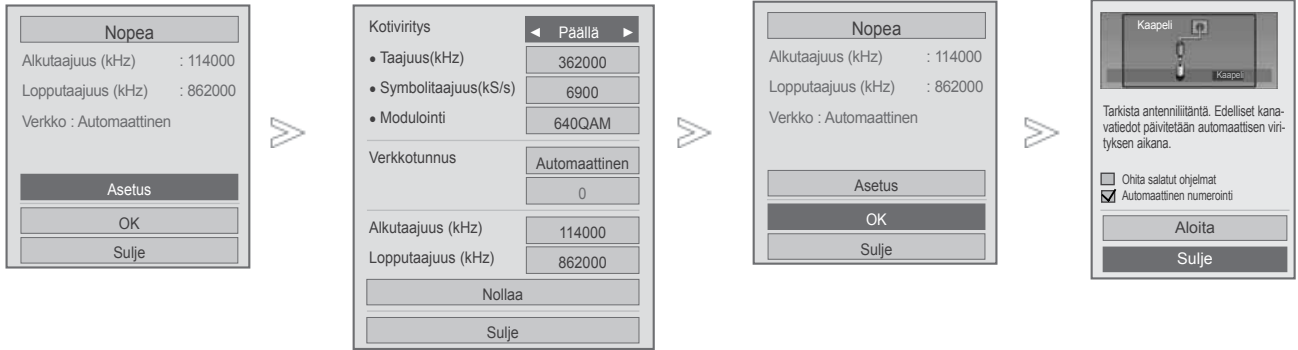 Nopea
Alkutaajuus (kHz) : 114000
Lopputaajuus (kHz) : 862000
Verkko : Automaattinen
Asetus
OK
Sulje
Kotiviritys ◄ Päällä ►
• Taajuus(kHz) 362000
• Symbolitaajuus(kS/s) 6900
• Modulointi 640QAM
Verkkotunnus Automaattinen
0
Alkutaajuus (kHz) 114000
Lopputaajuus (kHz) 862000
Nollaa
Sulje
Nopea
Alkutaajuus (kHz) : 114000
Lopputaajuus (kHz) : 862000
Verkko : Automaattinen
Asetus
OK
Sulje
Kaapeli
Kaapeli
Tarkista antenniliitäntä. Edelliset kana-
vatiedot päivitetään automaattisen viri-
tyksen aikana.
Ohita salatut ohjelmat
Automaattinen numerointi
Aloita
Sulje